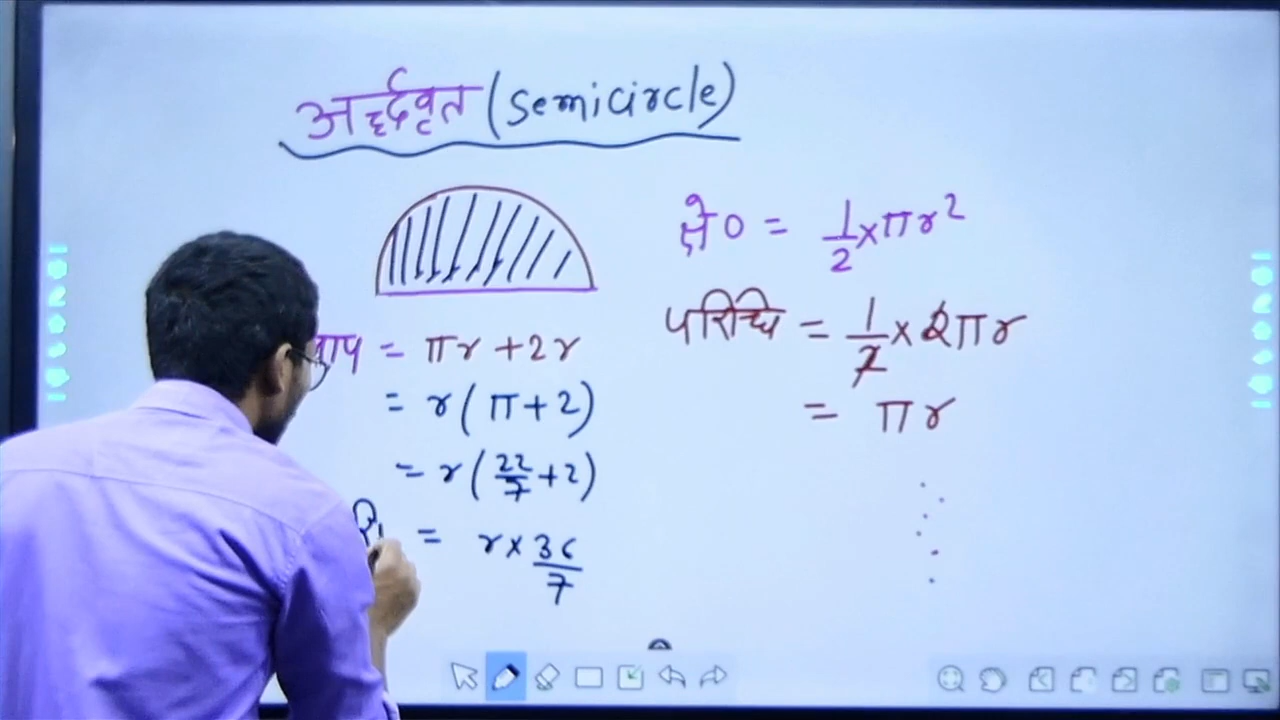 अर्द्धवृत (semicircle)
क्षे० = 1/2 × πr²
परिधि = 1/2 × 2πr
= πr
= πr + 2r
= r(π+2)
= r(22/7+2)
= r × 36/7